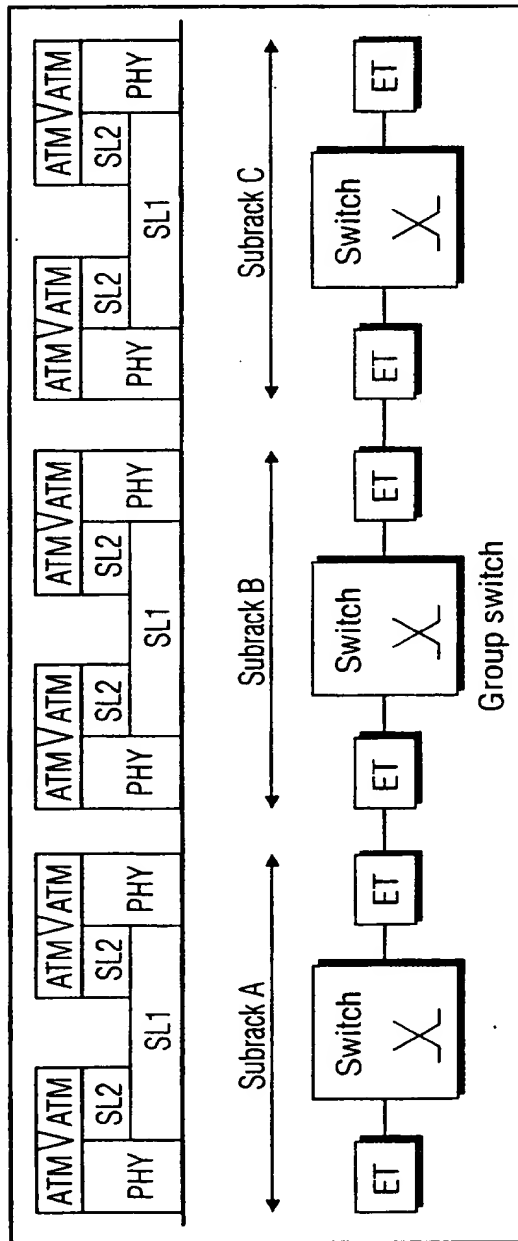 ATM ATM ATM ATM ATM ATM ATM ATM ATM ATM ATM ATM
SL2 SL2 SL2 SL2 SL2 SL2
PHY SL1 PHY PHY SL1 PHY PHY SL1 PHY
Subrack A Subrack B Subrack C
ET Switch ET ET Switch ET ET Switch ET
Group switch